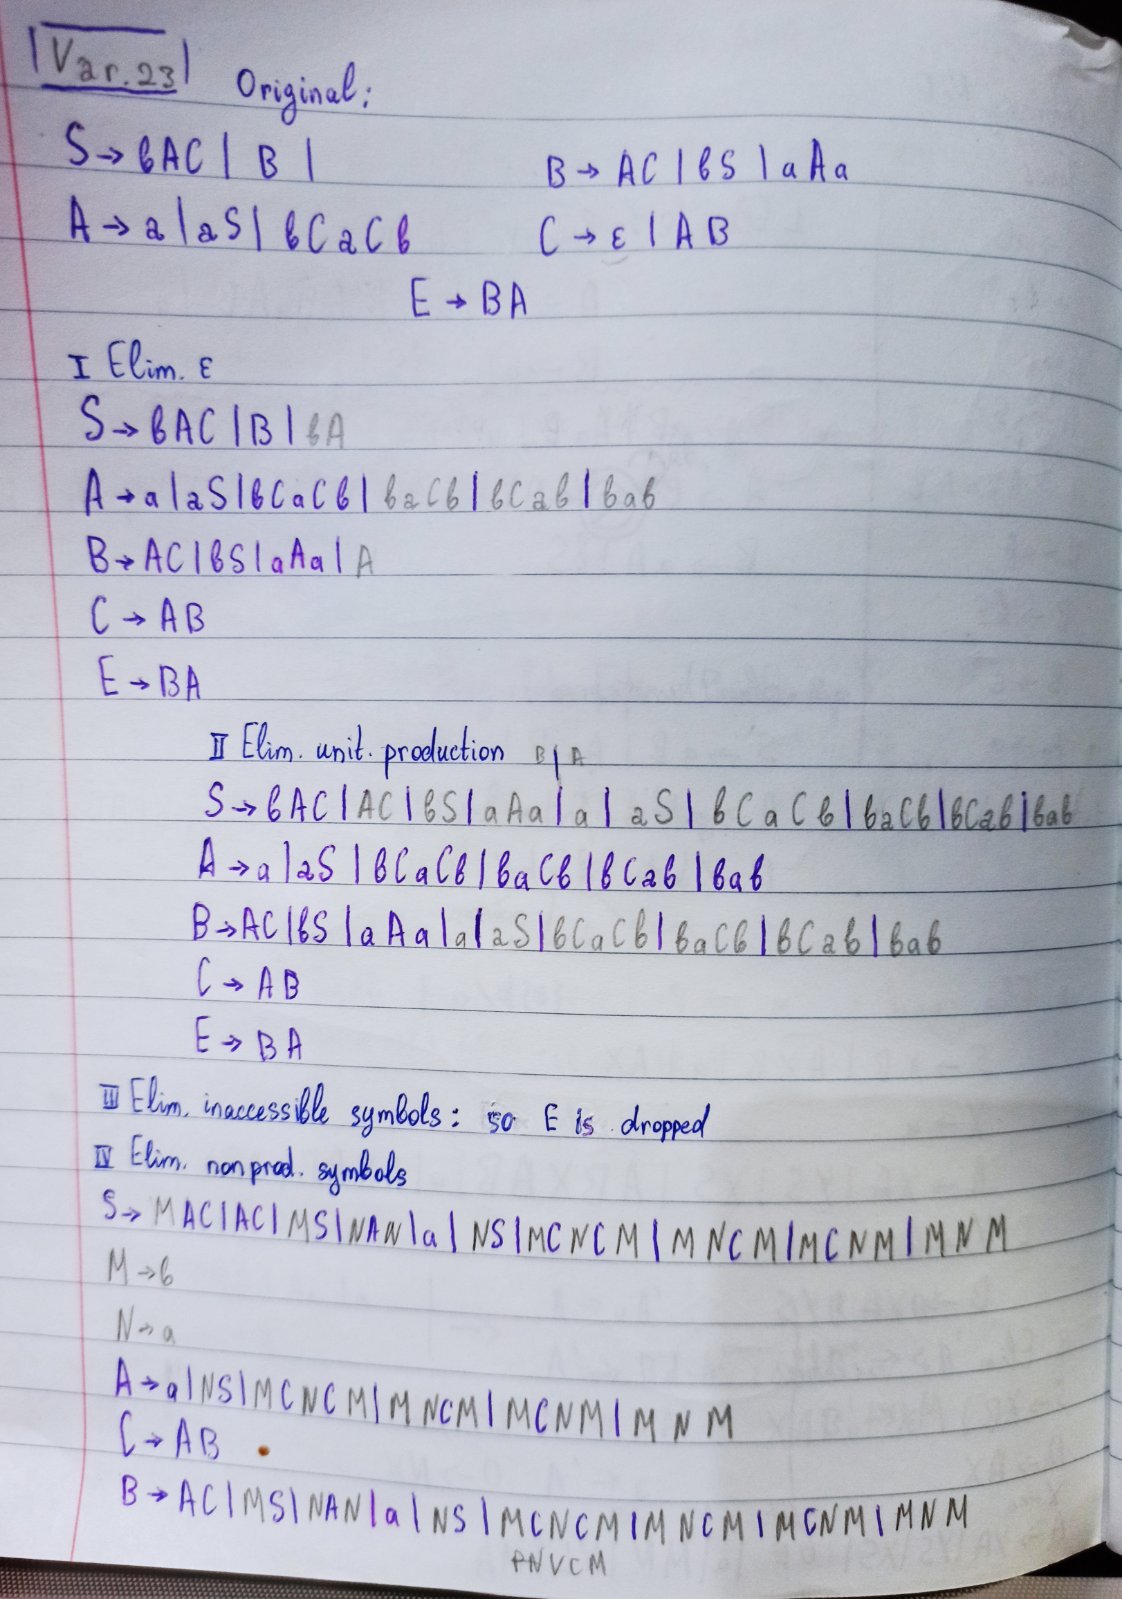 Var.23
Original:
S→bAC | B |
B→ AC | bS | aAa
A→a | aS | bCaCb
C→ ε | AB
E→BA
I Elim. ε
S→bAC | B | bA
A→a | aS | bCaCb | baCb | bCab | bab
B→AC | bS | aAa | A
C→AB
E→BA
II Elim. unit. production B | A
S→bAC | AC | bS | aAa | a | aS | bCaCb | baCb | bCab | bab
A→a | aS | bCaCb | baCb | bCab | bab
B→AC | bS | aAa | a | aS | bCaCb | baCb | bCab | bab
C→AB
E→BA
III Elim. inaccessible symbols: so E is dropped
IV Elim. nonprod. symbols
S→MAC | AC | MS | NAN | a | NS | MCNCM | MNCM | MCNM | MNM
M→b
N→a
A→a | NS | MCNCM | MNCM | MCNM | MNM
C→AB
B→AC | MS | NAN | a | NS | MCNCM | MNCM | MCNM | MNM
PNVCM